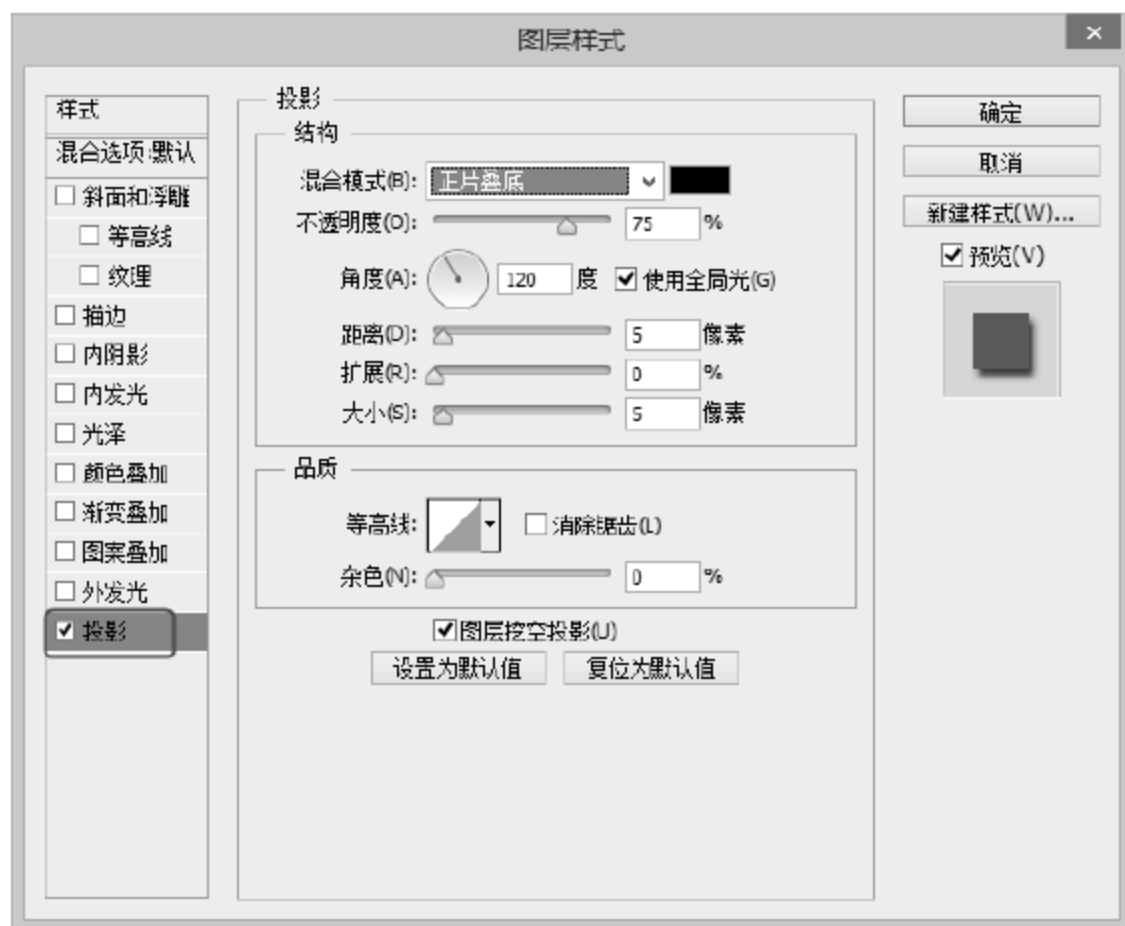 图层样式
样式
混合选项:默认
斜面和浮雕
等高线
纹理
描边
内阴影
内发光
光泽
颜色叠加
渐变叠加
图案叠加
外发光
投影
投影
结构
混合模式(B): 正片叠底
不透明度(O): 75 %
角度(A): 120 度 使用全局光(G)
距离(D): 5 像素
扩展(R): 0 %
大小(S): 5 像素
品质
等高线: 消除锯齿(L)
杂色(N): 0 %
图层挖空投影(U)
设置为默认值 复位为默认值
确定
取消
新建样式(W)...
预览(V)